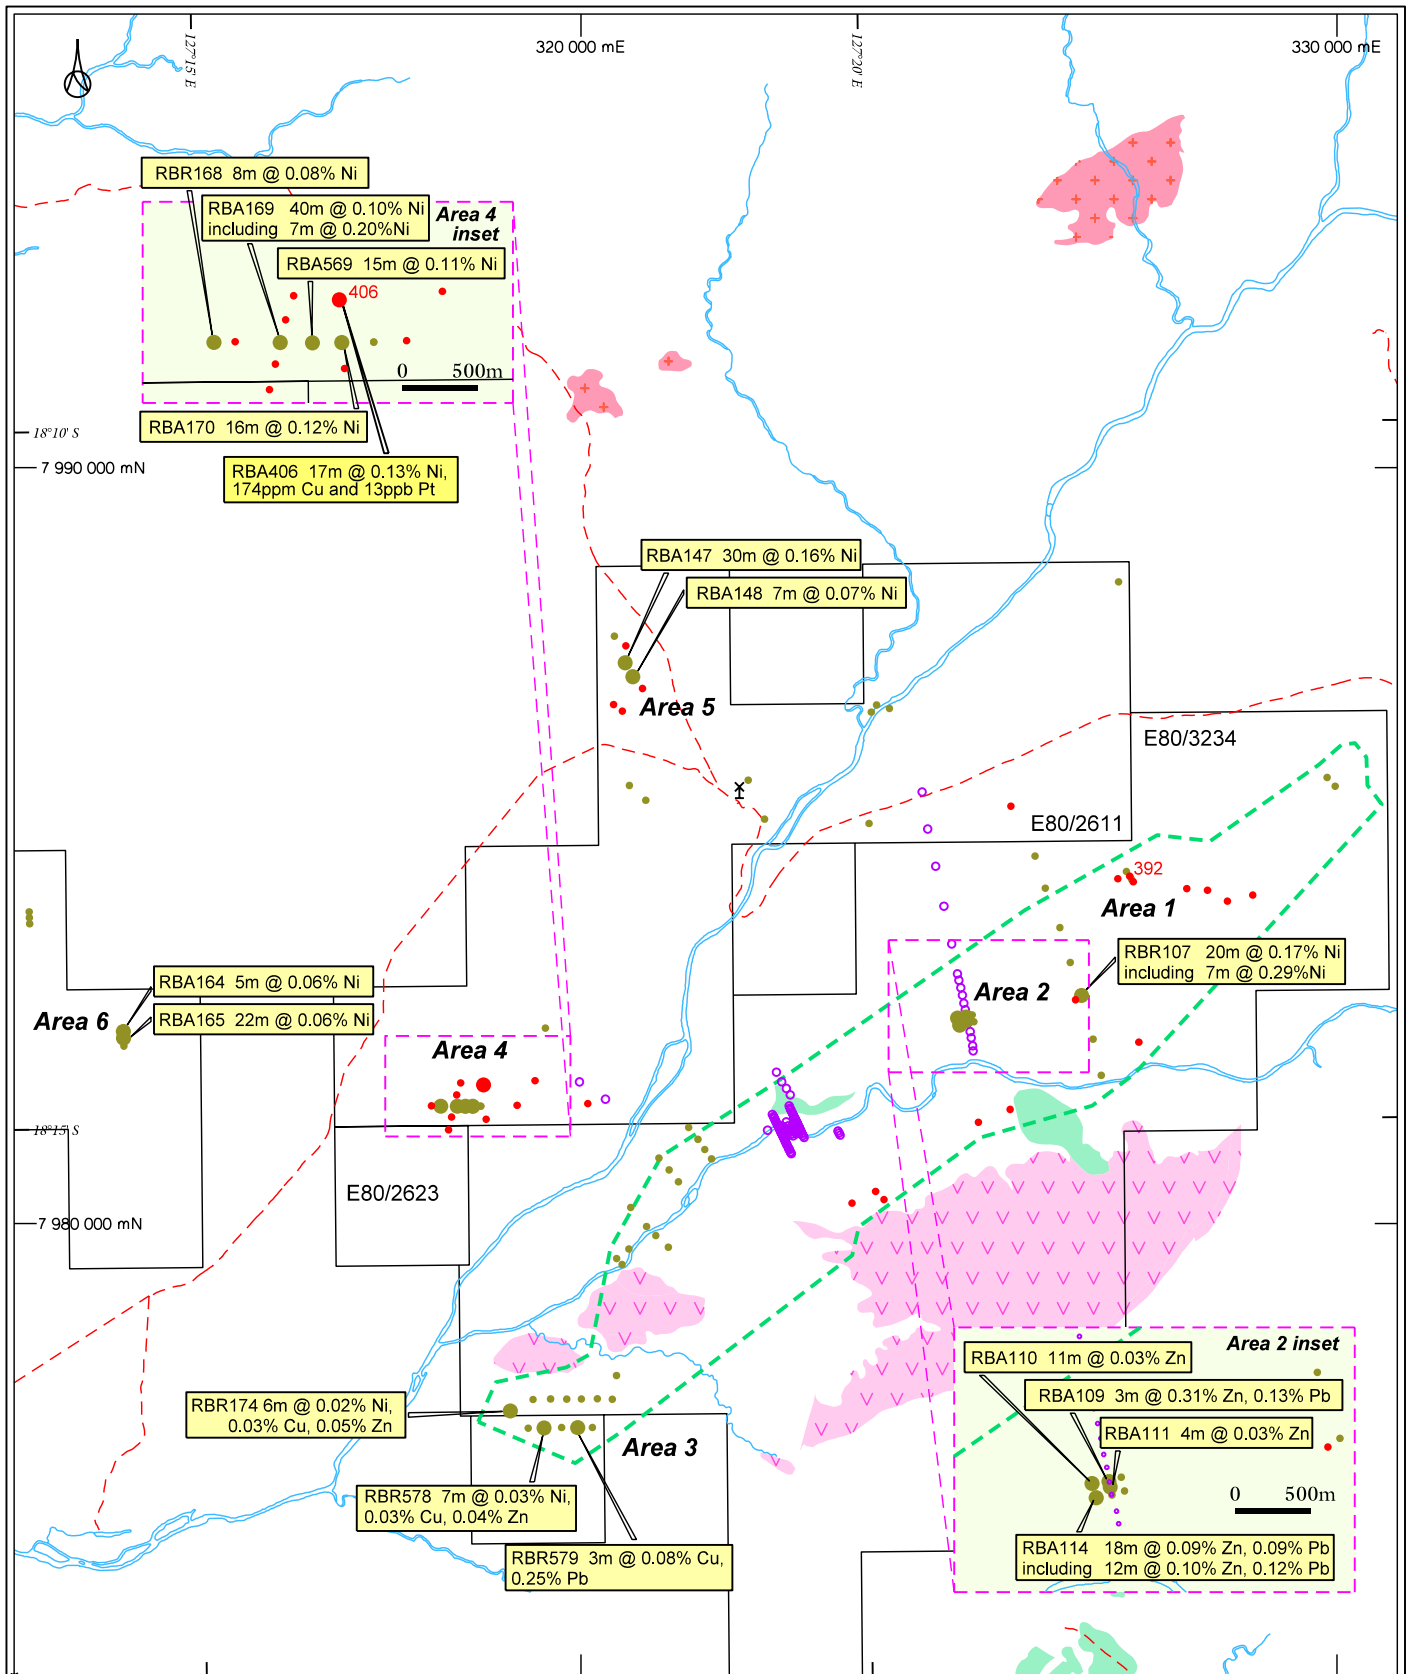 127°15' E
320 000 mE
127°20' E
330 000 mE
RBR168 8m @ 0.08% Ni
RBA169 40m @ 0.10% Ni
including 7m @ 0.20%Ni
Area 4
inset
RBA569 15m @ 0.11% Ni
406
0 500m
RBA170 16m @ 0.12% Ni
18°10' S
7 990 000 mN
RBA406 17m @ 0.13% Ni,
174ppm Cu and 13ppb Pt
RBA147 30m @ 0.16% Ni
RBA148 7m @ 0.07% Ni
Area 5
E80/3234
E80/2611
392
Area 1
RBR107 20m @ 0.17% Ni
including 7m @ 0.29%Ni
Area 2
RBA164 5m @ 0.06% Ni
Area 6
RBA165 22m @ 0.06% Ni
Area 4
18°15' S
E80/2623
7 980 000 mN
Area 2 inset
RBA110 11m @ 0.03% Zn
RBA109 3m @ 0.31% Zn, 0.13% Pb
RBA111 4m @ 0.03% Zn
RBR174 6m @ 0.02% Ni,
0.03% Cu, 0.05% Zn
Area 3
RBR578 7m @ 0.03% Ni,
0.03% Cu, 0.04% Zn
0 500m
RBR579 3m @ 0.08% Cu,
0.25% Pb
RBA114 18m @ 0.09% Zn, 0.09% Pb
including 12m @ 0.10% Zn, 0.12% Pb